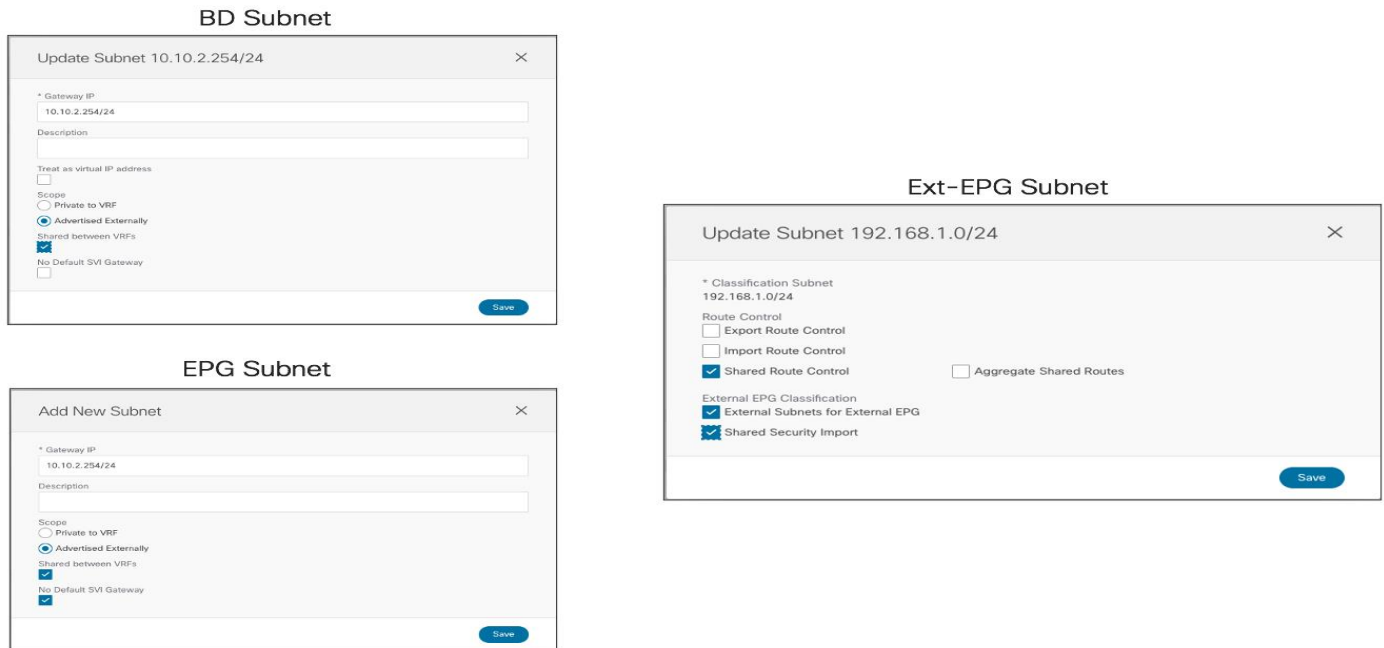 BD Subnet
Update Subnet 10.10.2.254/24
* Gateway IP
10.10.2.254/24
Description
Treat as virtual IP address
Scope
Private to VRF
Advertised Externally
Shared between VRFs
No Default SVI Gateway
Save
EPG Subnet
Add New Subnet
* Gateway IP
10.10.2.254/24
Description
Scope
Private to VRF
Advertised Externally
Shared between VRFs
No Default SVI Gateway
Save
Ext-EPG Subnet
Update Subnet 192.168.1.0/24
* Classification Subnet
192.168.1.0/24
Route Control
Export Route Control
Import Route Control
Shared Route Control Aggregate Shared Routes
External EPG Classification
External Subnets for External EPG
Shared Security Import
Save